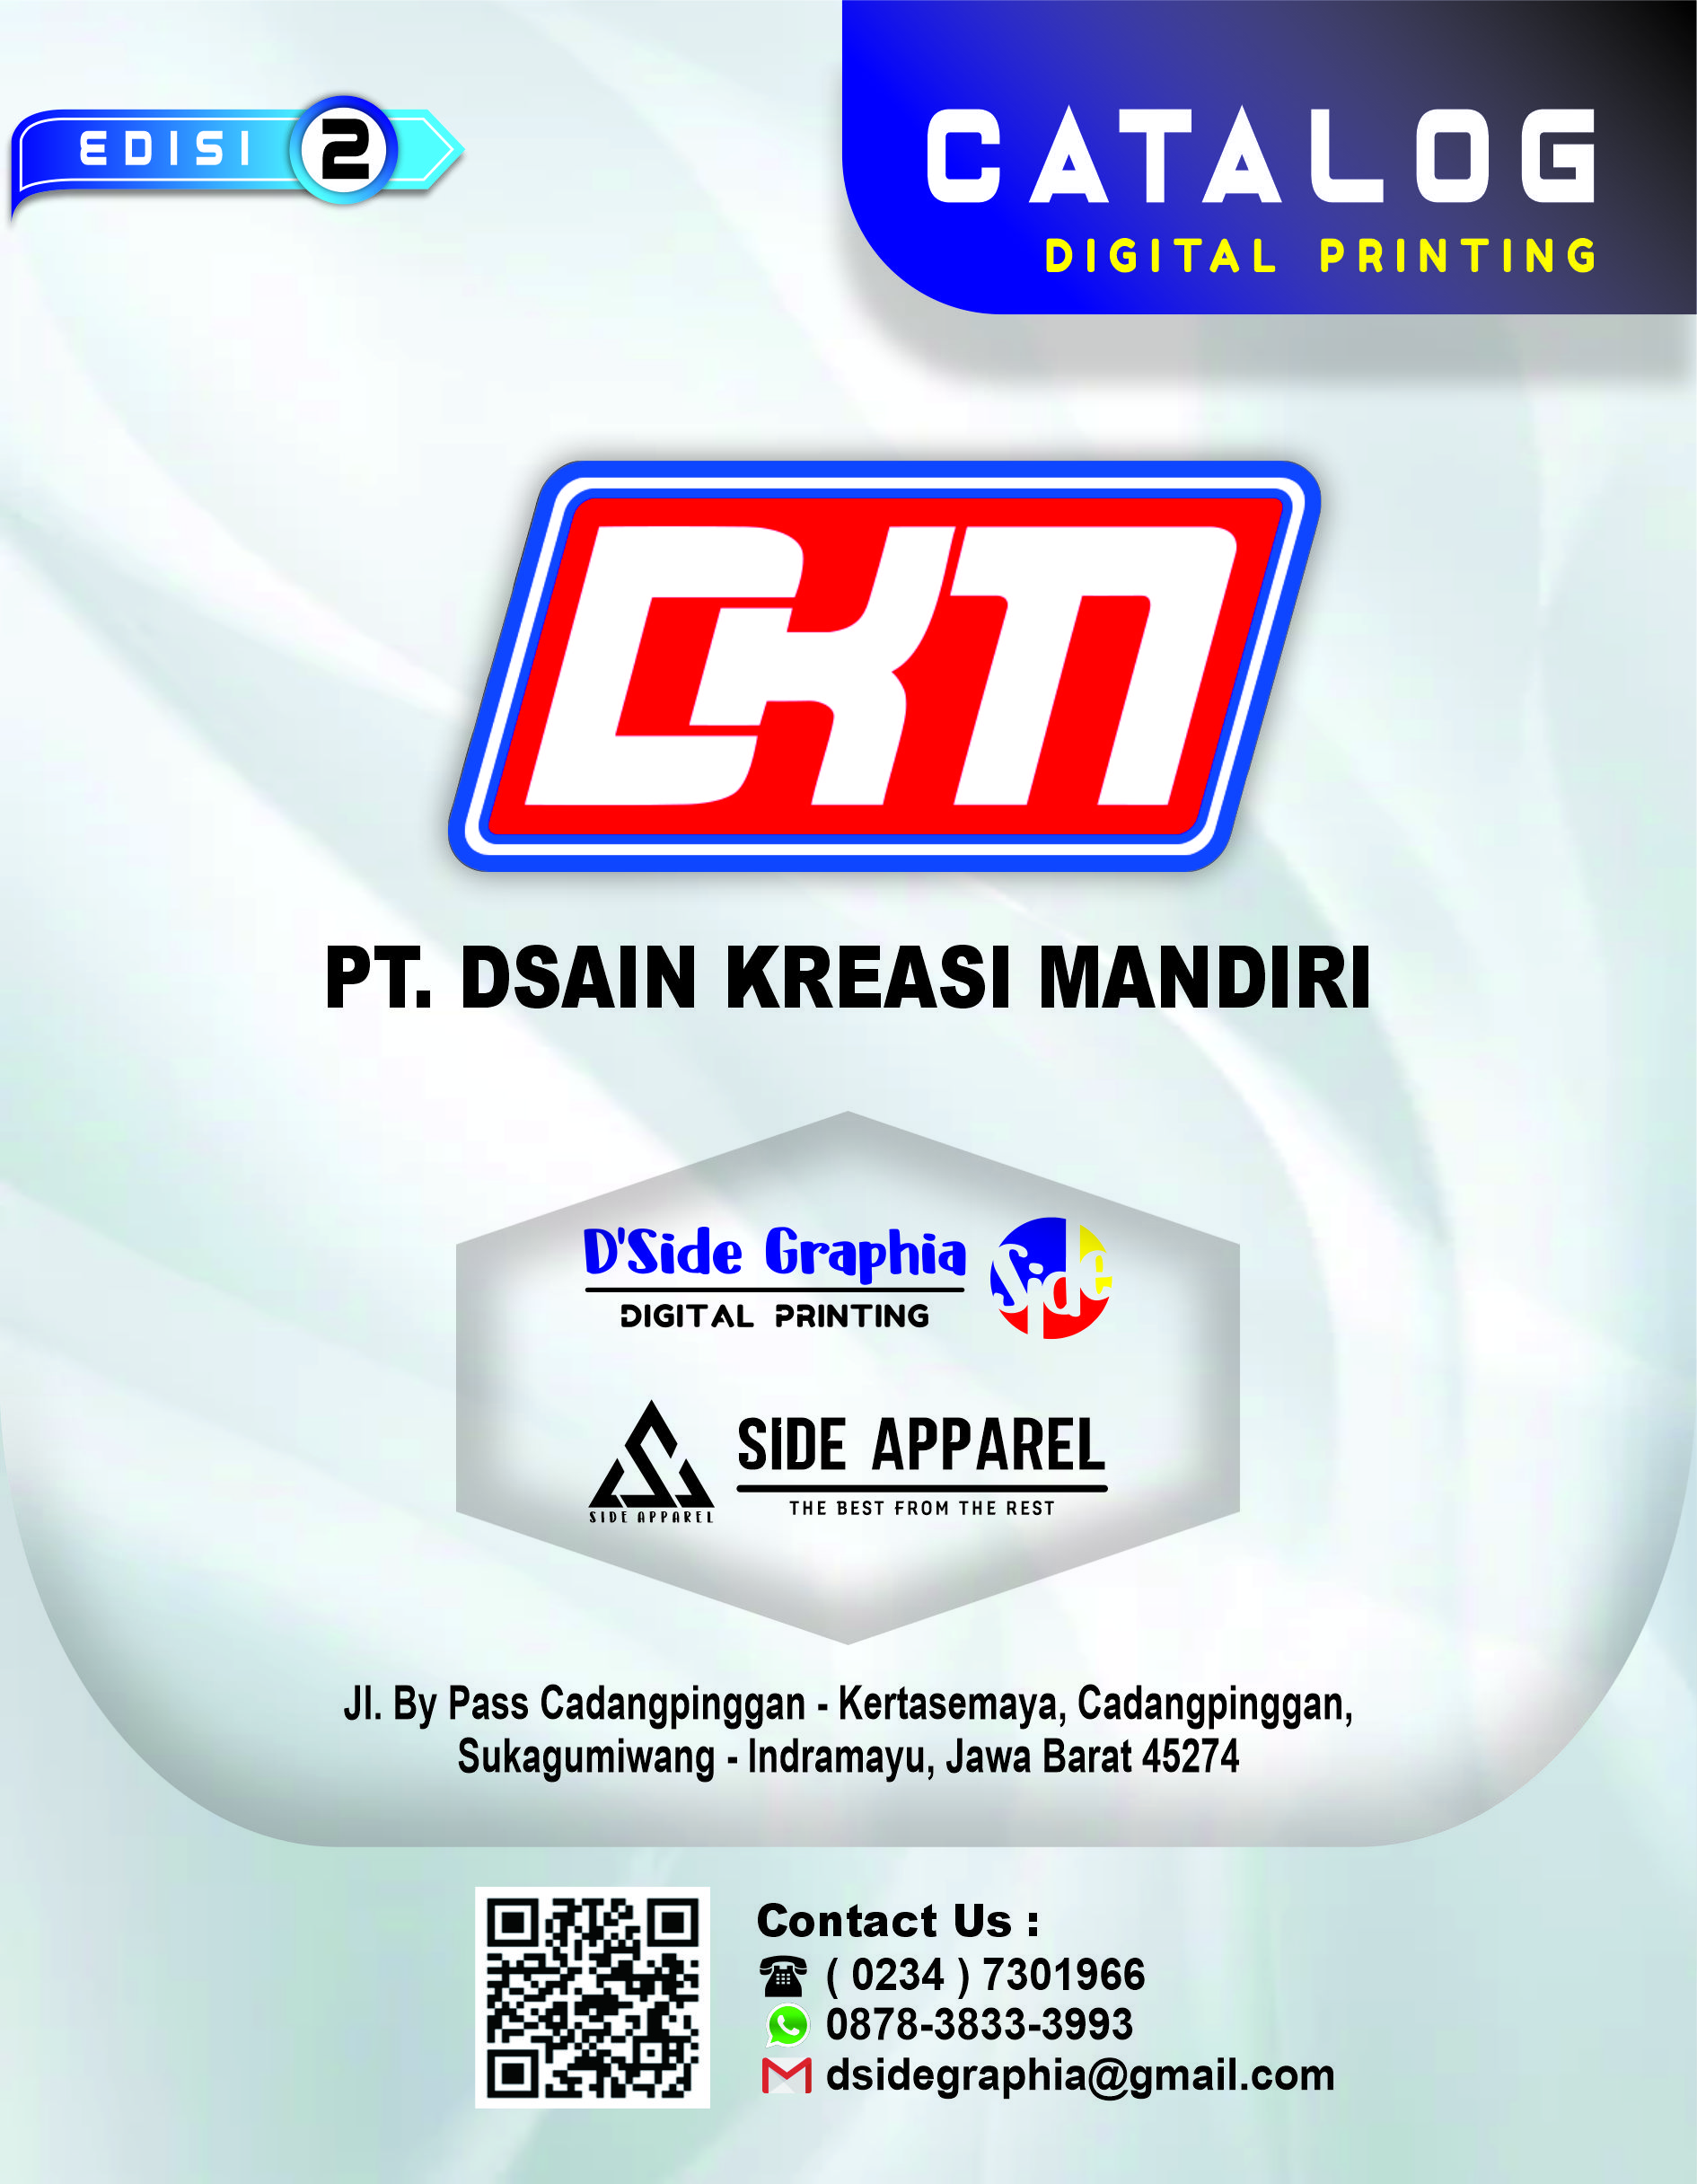 EDISI 2
CATALOG
DIGITAL PRINTING
DKM
PT. DSAIN KREASI MANDIRI
D'Side Graphia
DIGITAL PRINTING
Side
SIDE APPAREL
THE BEST FROM THE REST
SIDE APPAREL
Jl. By Pass Cadangpinggan - Kertasemaya, Cadangpinggan,
Sukagumiwang - Indramayu, Jawa Barat 45274
Contact Us :
( 0234 ) 7301966
0878-3833-3993
dsidegraphia@gmail.com